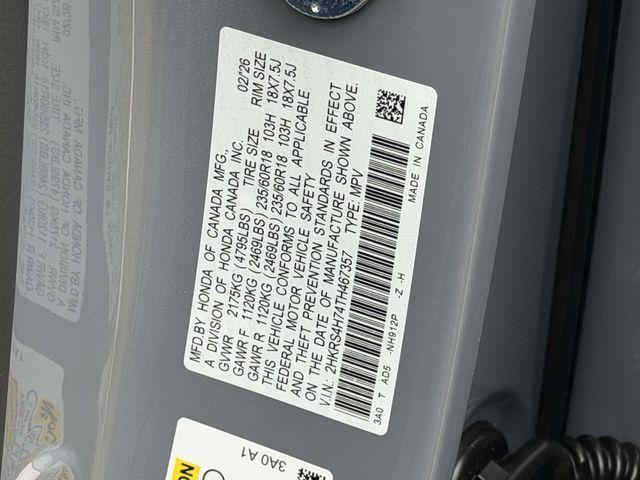 MFD.BY HONDA OF CANADA MFG., 02/26
A DIVISION OF HONDA CANADA INC.
GVWR 2175KG (4795LBS) TIRE SIZE RIM SIZE
GAWR F 1120KG (2469LBS) 235/60R18 103H 18X7.5J
GAWR R 1120KG (2469LBS) 235/60R18 103H 18X7.5J
THIS VEHICLE CONFORMS TO ALL APPLICABLE
FEDERAL MOTOR VEHICLE SAFETY
AND THEFT PREVENTION STANDARDS IN EFFECT
ON THE DATE OF MANUFACTURE SHOWN ABOVE.
V.I.N.: 2HKRS4H74TH467357 TYPE: MPV
3A0 T AD5 -NH912P -Z -H
MADE IN CANADA
3A0 A1